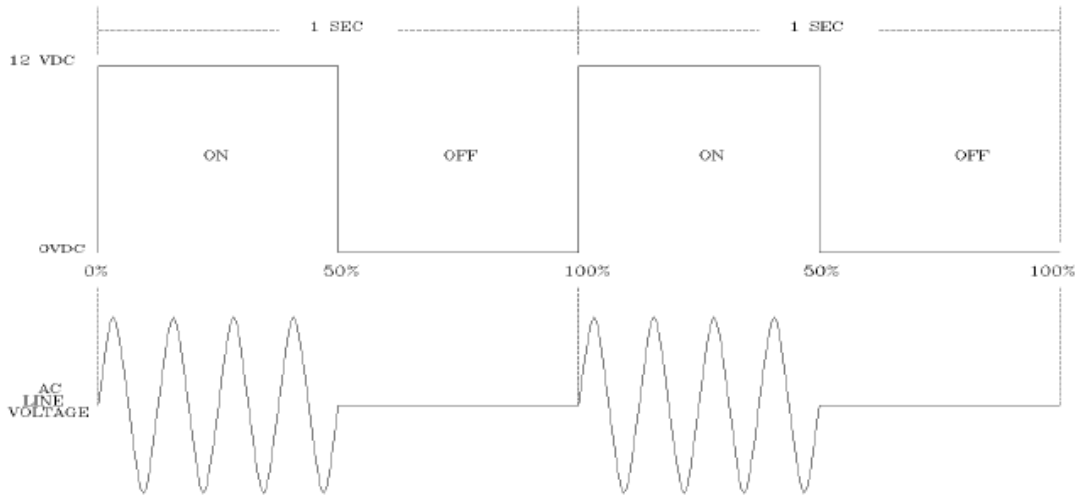 1 SEC
1 SEC
12 VDC
ON
OFF
ON
OFF
0VDC
0%
50%
100%
50%
100%
AC
LINE
VOLTAGE